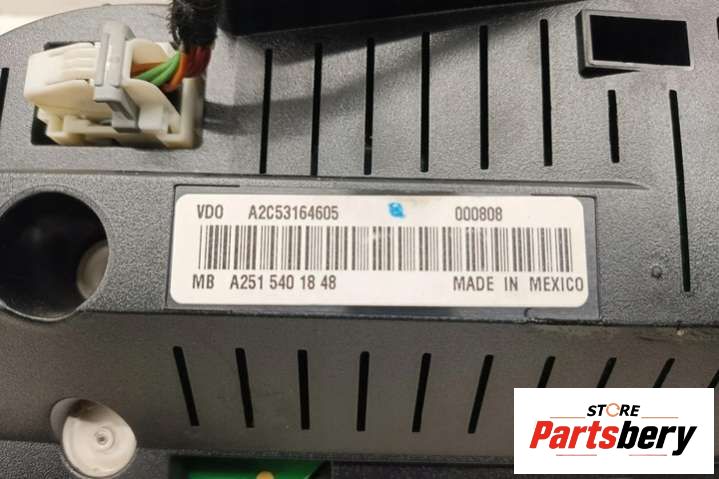 VDO A2C53164605 000808
MB A251 540 18 48 MADE IN MEXICO
STORE
Partsbery